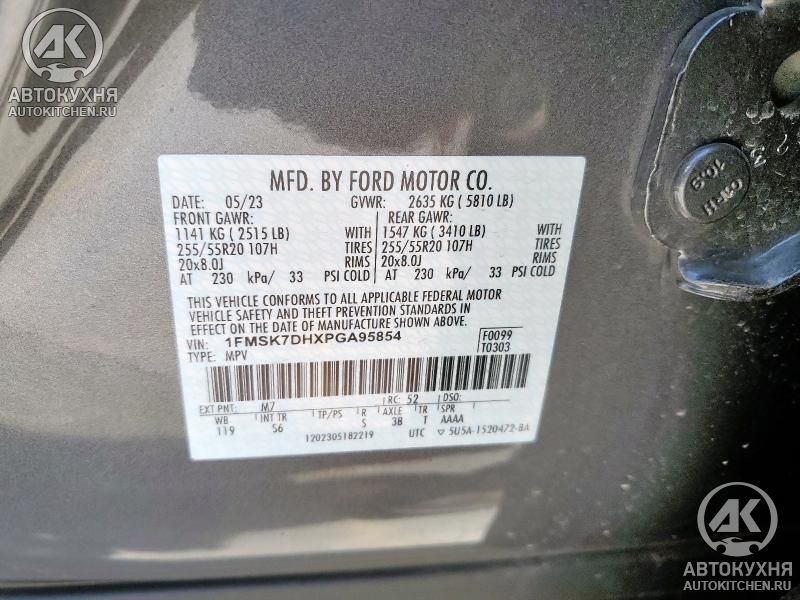 AK
АВТОКУХНЯ
AUTOKITCHEN.RU
10.9
MFD. BY FORD MOTOR CO.
DATE: 05/23 GVWR: 2635 KG ( 5810 LB)
FRONT GAWR: REAR GAWR:
1141 KG ( 2515 LB) WITH 1547 KG ( 3410 LB) WITH
255/55R20 107H TIRES 255/55R20 107H TIRES
20x8.0J RIMS 20x8.0J RIMS
AT 230 kPa/ 33 PSI COLD AT 230 kPa/ 33 PSI COLD
THIS VEHICLE CONFORMS TO ALL APPLICABLE FEDERAL MOTOR
VEHICLE SAFETY AND THEFT PREVENTION STANDARDS IN
EFFECT ON THE DATE OF MANUFACTURE SHOWN ABOVE.
VIN: 1FMSK7DHXPGA95854 F0099
TYPE: MPV T0303
EXT PNT: M7 RC: 52 DSO:
WB INT TR TP/PS R AXLE TR SPR
119 S6 S 3B T AAAA
1202305182219 UTC ▽ 5U5A-1520472-BA
AK
АВТОКУХНЯ
AUTOKITCHEN.RU